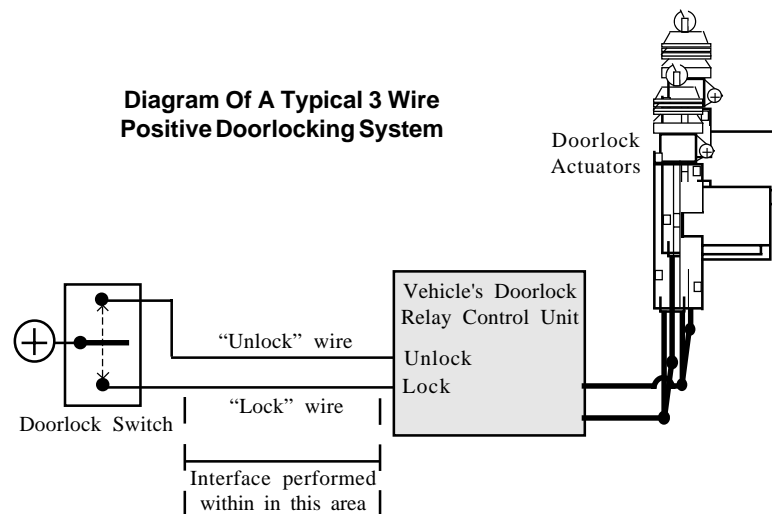 Diagram Of A Typical 3 Wire
Positive Doorlocking System
Doorlock
Actuators
Vehicle's Doorlock
Relay Control Unit
“Unlock” wire
Unlock
Lock
“Lock” wire
Doorlock Switch
Interface performed
within in this area